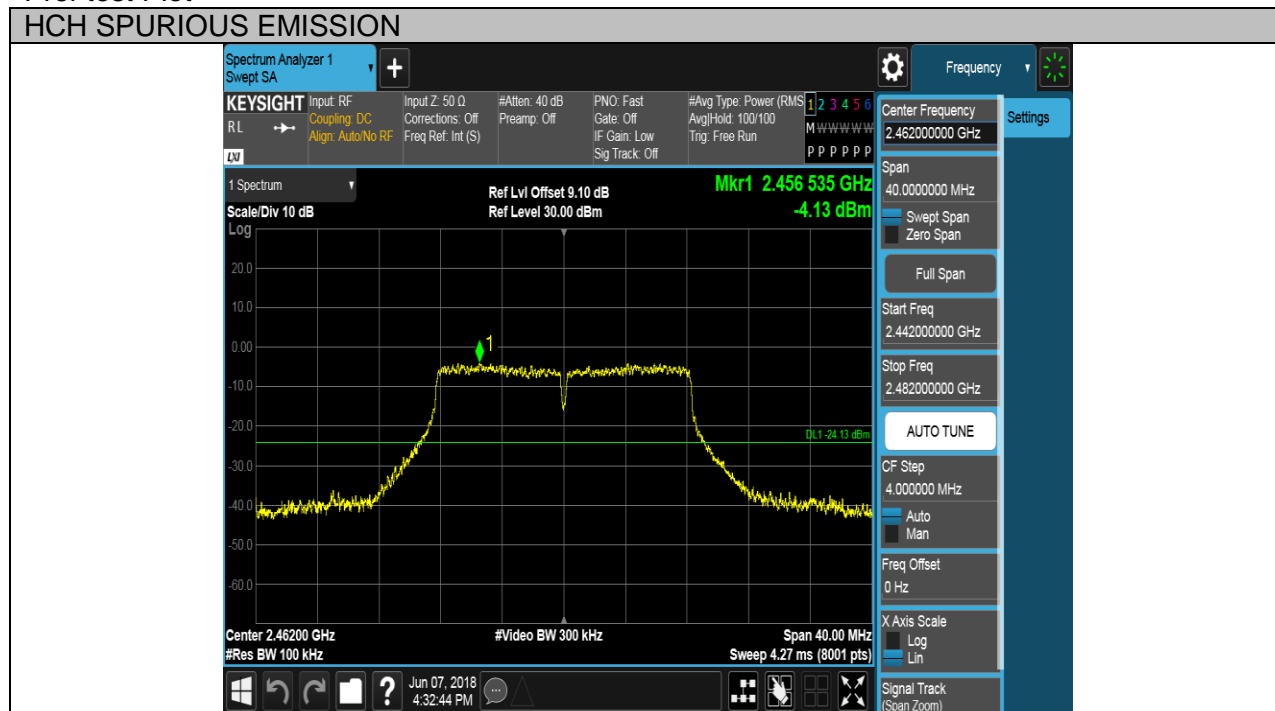 HCH SPURIOUS EMISSION
Spectrum Analyzer 1
Swept SA
Frequency
KEYSIGHT
RL
LXI
Input: RF
Coupling: DC
Align: Auto/No RF
Input Z: 50 Ω
Corrections: Off
Freq Ref: Int (S)
#Atten: 40 dB
Preamp: Off
PNO: Fast
Gate: Off
IF Gain: Low
Sig Track: Off
#Avg Type: Power (RMS
Avg|Hold: 100/100
Trig: Free Run
1 2 3 4 5 6
M W W W W W
P P P P P P
1 Spectrum
Scale/Div 10 dB
Log
Ref Lvl Offset 9.10 dB
Ref Level 30.00 dBm
Mkr1 2.456 535 GHz
-4.13 dBm
20.0
10.0
0.00
-10.0
-20.0
-30.0
-40.0
-50.0
-60.0
1
DL1 -24.13 dBm
Center 2.46200 GHz
#Res BW 100 kHz
#Video BW 300 kHz
Span 40.00 MHz
Sweep 4.27 ms (8001 pts)
Jun 07, 2018
4:32:44 PM
Center Frequency
2.462000000 GHz
Settings
Span
40.0000000 MHz
Swept Span
Zero Span
Full Span
Start Freq
2.442000000 GHz
Stop Freq
2.482000000 GHz
AUTO TUNE
CF Step
4.000000 MHz
Auto
Man
Freq Offset
0 Hz
X Axis Scale
Log
Lin
Signal Track
(Span Zoom)